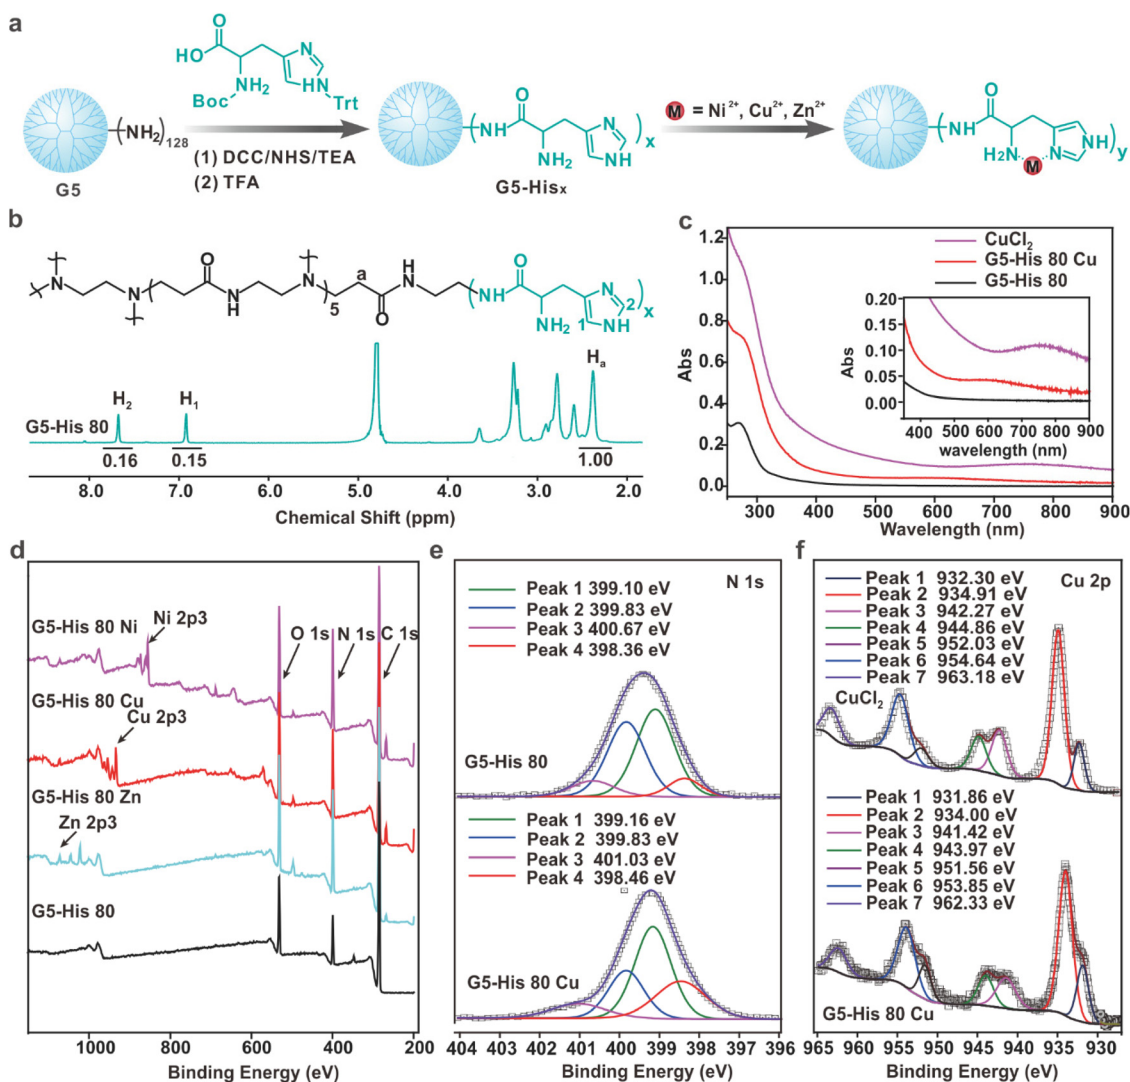 a
O
HO
N
NH₂
HN
Boc
Trt
(NH₂)₁₂₈
(1) DCC/NHS/TEA
(2) TFA
G5
O
NH
N
NH₂
NH
x
G5-Hisₓ
M = Ni²⁺, Cu²⁺, Zn²⁺
O
NH
H₂N
N
NH
M
y
b
O
N
N
N
H
5
a
O
H
N
NH
O
N
2
NH₂
1
NH
x
H₂
H₁
Hₐ
G5-His 80
0.16
0.15
1.00
8.0 7.0 6.0 5.0 4.0 3.0 2.0
Chemical Shift (ppm)
c
CuCl₂
G5-His 80 Cu
G5-His 80
1.2
1.0
0.8
0.6
0.4
0.2
0.0
Abs
0.20
0.15
0.10
0.05
0.00
Abs
400 500 600 700 800 900
wavelength (nm)
300 400 500 600 700 800 900
Wavelength (nm)
d
G5-His 80 Ni
Ni 2p3
O 1s
N 1s
C 1s
G5-His 80 Cu
Cu 2p3
G5-His 80 Zn
Zn 2p3
G5-His 80
1000 800 600 400 200
Binding Energy (eV)
e
N 1s
Peak 1 399.10 eV
Peak 2 399.83 eV
Peak 3 400.67 eV
Peak 4 398.36 eV
G5-His 80
Peak 1 399.16 eV
Peak 2 399.83 eV
Peak 3 401.03 eV
Peak 4 398.46 eV
G5-His 80 Cu
404 403 402 401 400 399 398 397 396
Binding Energy (eV)
f
Cu 2p
Peak 1 932.30 eV
Peak 2 934.91 eV
Peak 3 942.27 eV
Peak 4 944.86 eV
Peak 5 952.03 eV
Peak 6 954.64 eV
Peak 7 963.18 eV
CuCl₂
Peak 1 931.86 eV
Peak 2 934.00 eV
Peak 3 941.42 eV
Peak 4 943.97 eV
Peak 5 951.56 eV
Peak 6 953.85 eV
Peak 7 962.33 eV
G5-His 80 Cu
965 960 955 950 945 940 935 930
Binding Energy (eV)